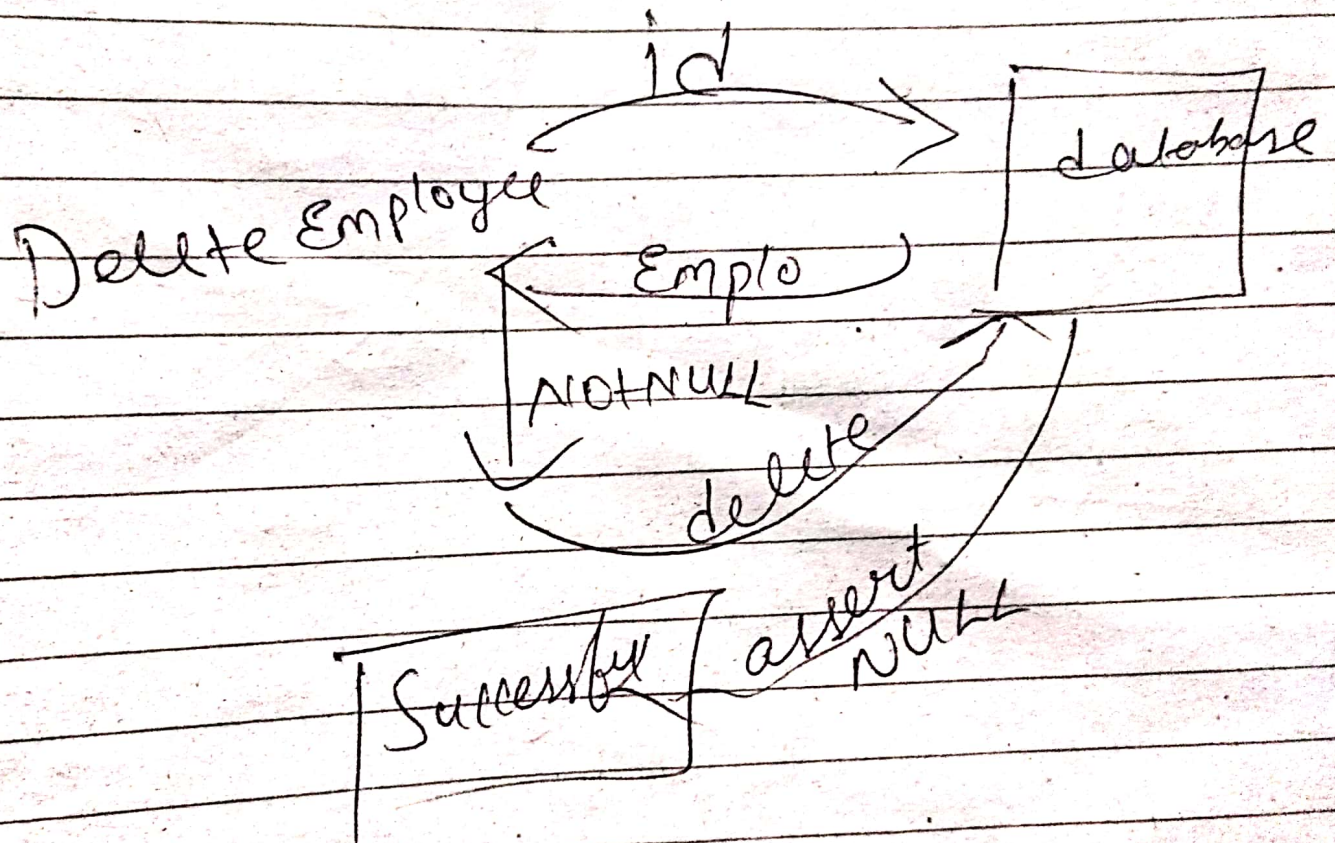 id
database
Delete Employee
Emplo
NotNULL
delete
assert
NULL
Successful